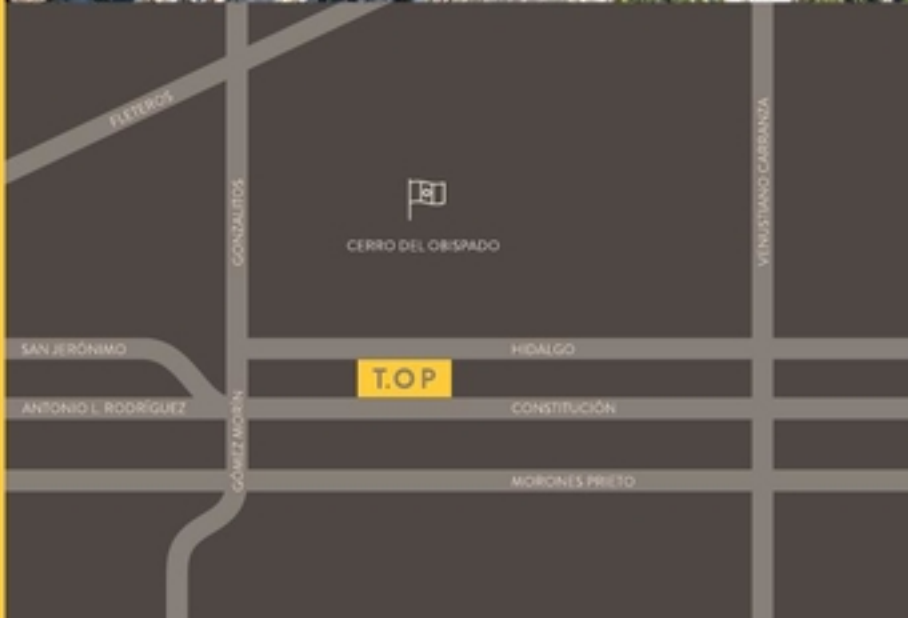 FLETEROS
GONZALITOS
VENUSTIANO CARRANZA
CERRO DEL OBISPADO
SAN JERÓNIMO
HIDALGO
T.O P
ANTONIO L. RODRÍGUEZ
GÓMEZ MORÍN
CONSTITUCIÓN
MORONES PRIETO